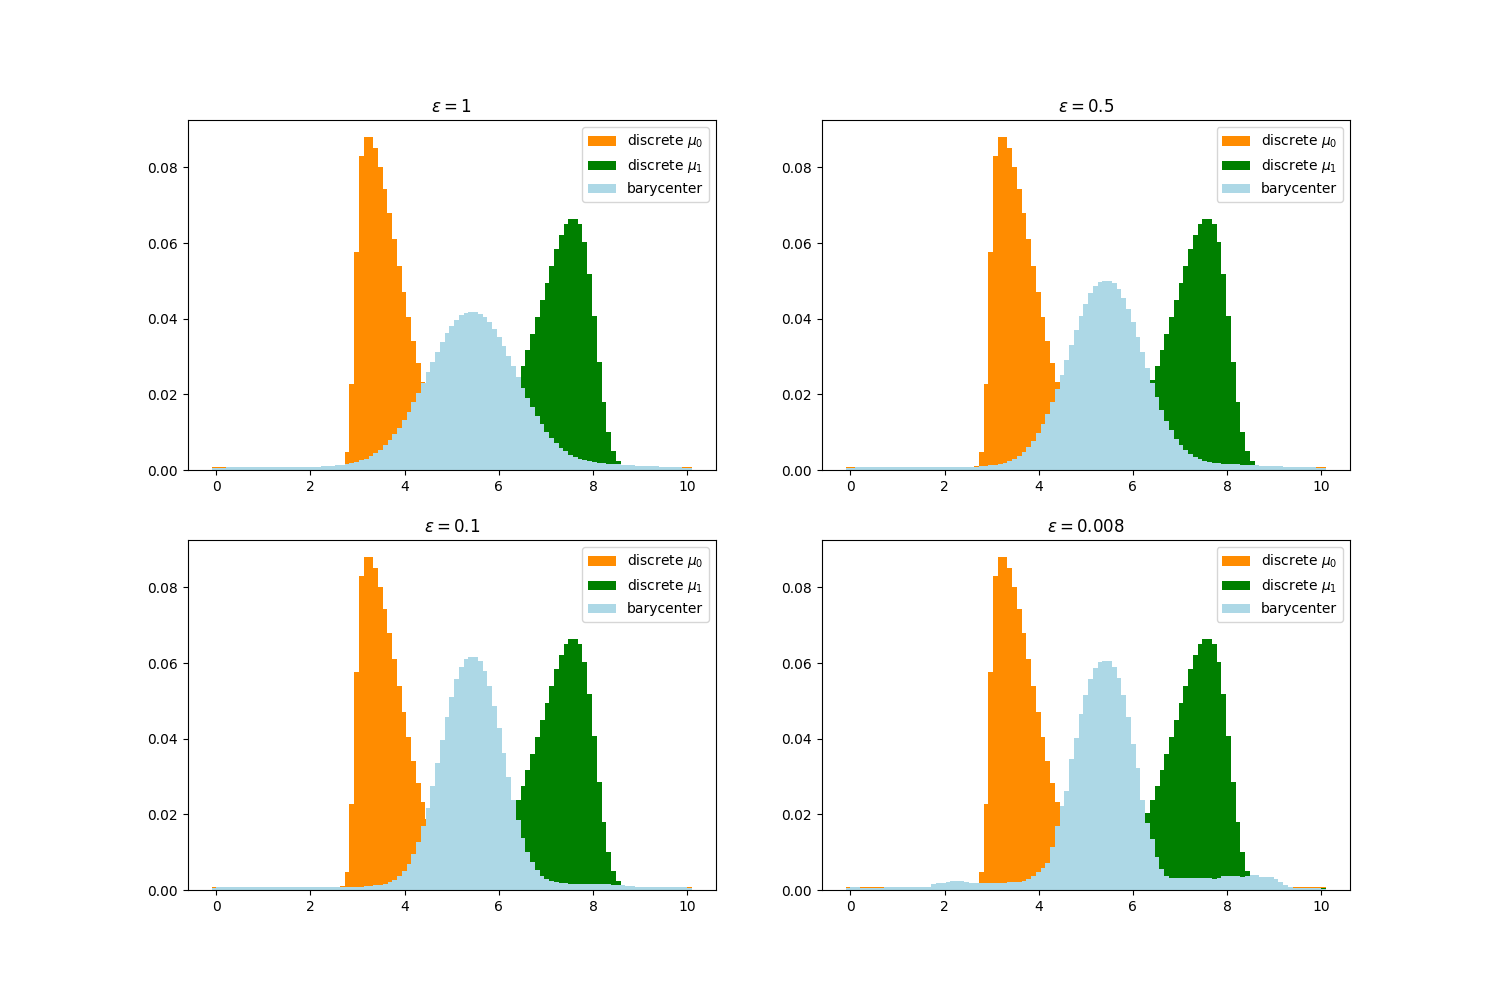 ε = 1
discrete μ₀
discrete μ₁
barycenter
0.08
0.06
0.04
0.02
0.00
0 2 4 6 8 10
ε = 0.5
discrete μ₀
discrete μ₁
barycenter
0.08
0.06
0.04
0.02
0.00
0 2 4 6 8 10
ε = 0.1
discrete μ₀
discrete μ₁
barycenter
0.08
0.06
0.04
0.02
0.00
0 2 4 6 8 10
ε = 0.008
discrete μ₀
discrete μ₁
barycenter
0.08
0.06
0.04
0.02
0.00
0 2 4 6 8 10